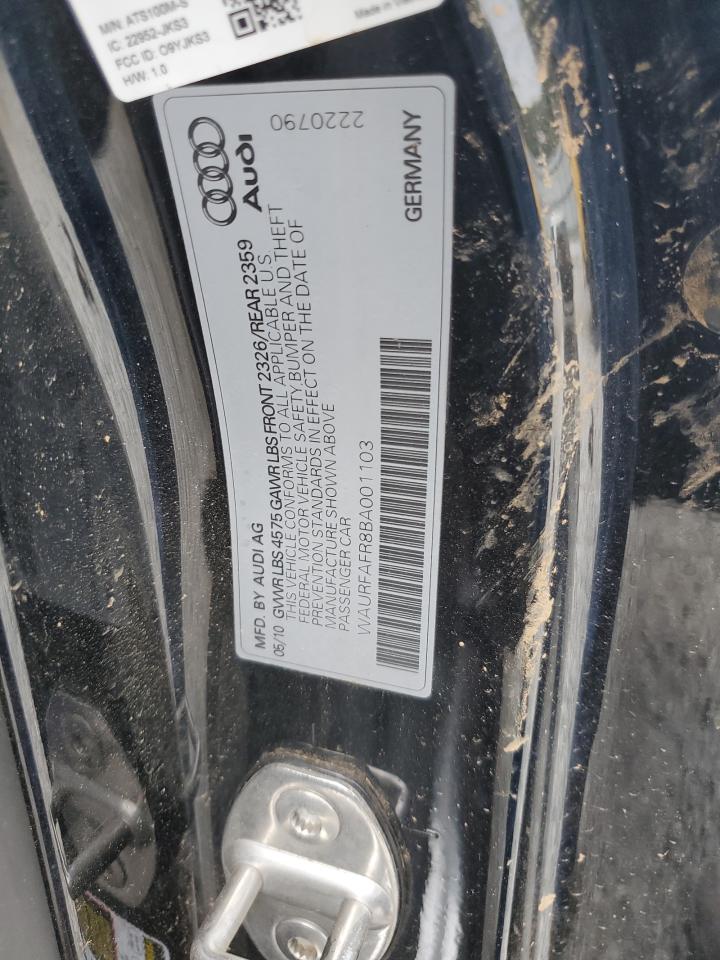 M/N: ATS100M-S
IC: 22952-JKS3
FCC ID: O9YJKS3
H/W: 1.0
Made in
Audi
2220790
GERMANY
MFD. BY AUDI AG
05/10 GVWR LBS 4575 GAWR LBS FRONT 2326/REAR 2359
THIS VEHICLE CONFORMS TO ALL APPLICABLE U.S.
FEDERAL MOTOR VEHICLE SAFETY BUMPER AND THEFT
PREVENTION STANDARDS IN EFFECT ON THE DATE OF
MANUFACTURE SHOWN ABOVE
PASSENGER CAR
WAURFAFR8BA001103